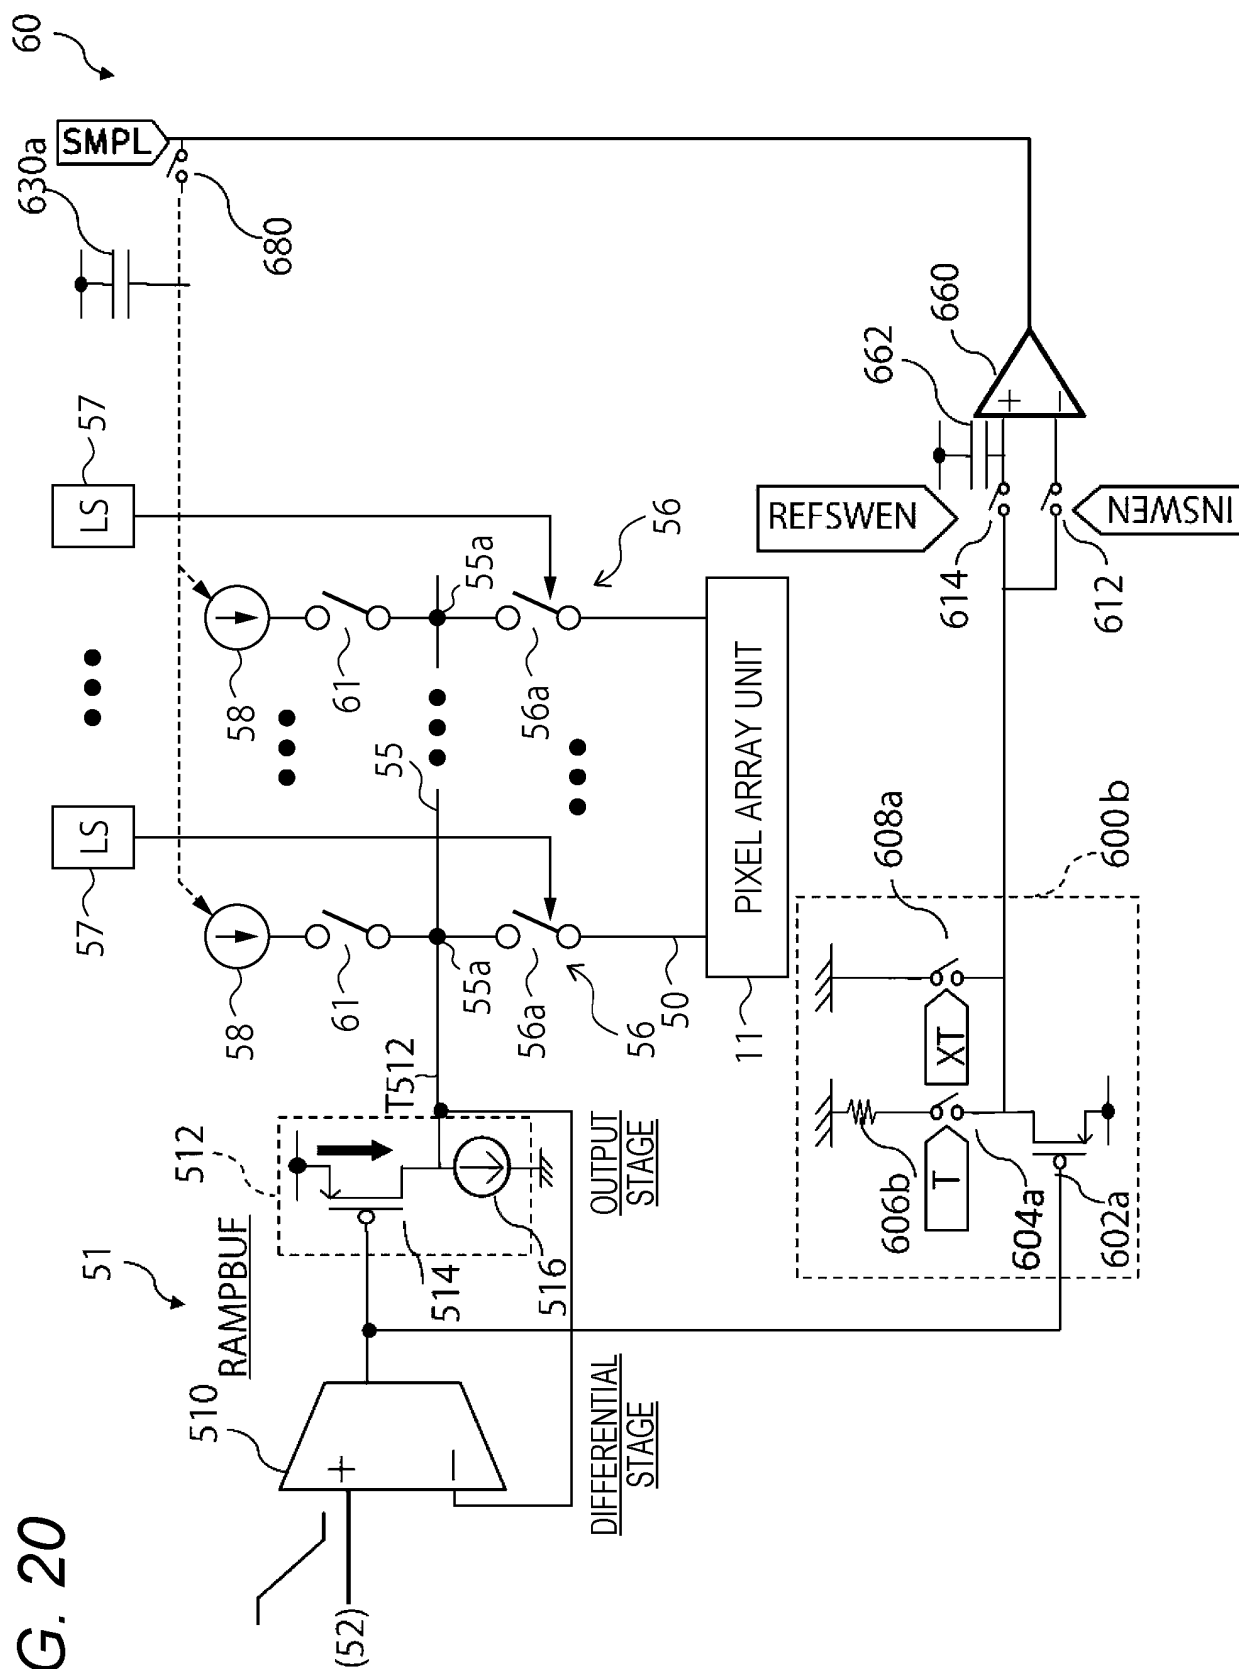 G. 20
60
SMPL
630a
680
57
LS
57
LS
58
58
61
61
55
55a
55a
56a
56a
56
56
50
PIXEL ARRAY UNIT
11
51
RAMPBUF
510
+
−
(52)
DIFFERENTIAL
STAGE
512
T512
514
516
OUTPUT
STAGE
600b
608a
XT
T
606b
604a
602a
REFSWEN
INSWEN
614
612
662
660
+
−